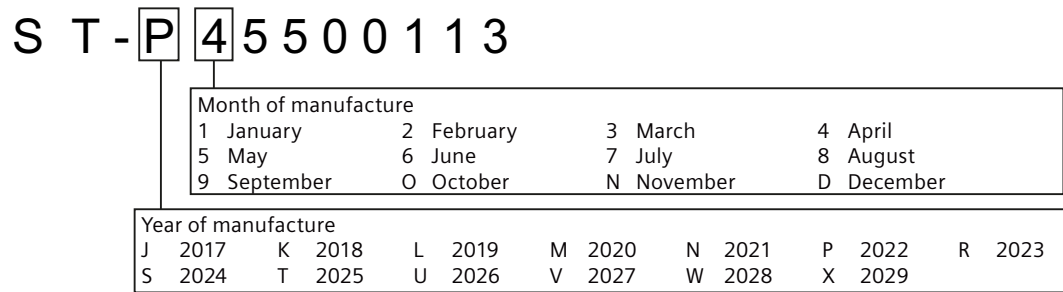 S T - P 4 5 5 0 0 1 1 3
Month of manufacture
1 January 2 February 3 March 4 April
5 May 6 June 7 July 8 August
9 September O October N November D December
Year of manufacture
J 2017 K 2018 L 2019 M 2020 N 2021 P 2022 R 2023
S 2024 T 2025 U 2026 V 2027 W 2028 X 2029